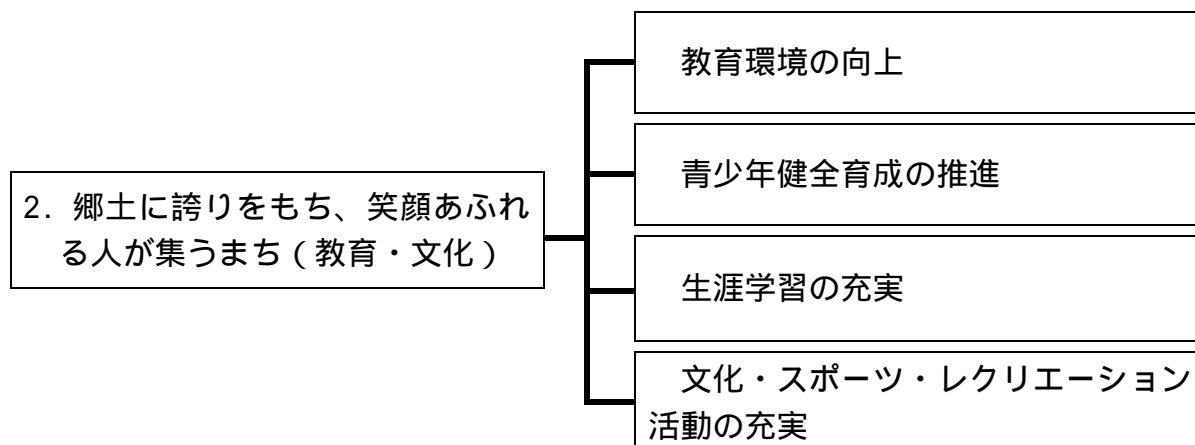 教育環境の向上
青少年健全育成の推進
2. 郷土に誇りをもち、笑顔あふれ
る人が集うまち（教育・文化）
生涯学習の充実
文化・スポーツ・レクリエーション
活動の充実